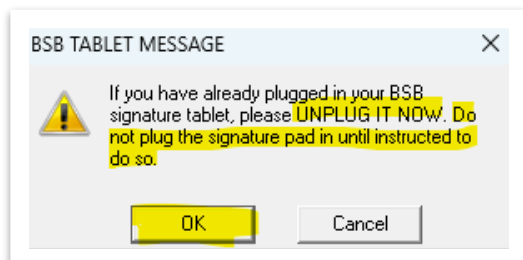 BSB TABLET MESSAGE
If you have already plugged in your BSB
signature tablet, please UNPLUG IT NOW. Do
not plug the signature pad in until instructed to
do so.
OK
Cancel